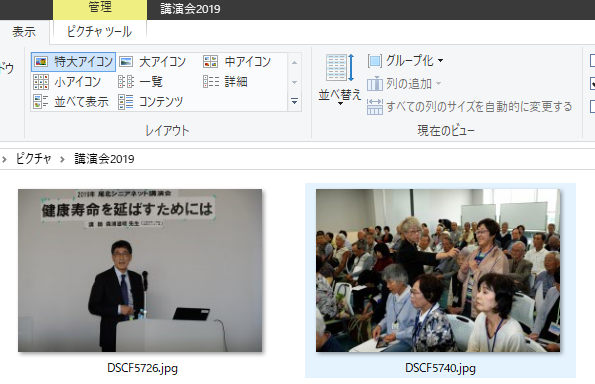 管理
講演会2019
表示
ピクチャ ツール
ドウ
特大アイコン
大アイコン
中アイコン
小アイコン
一覧
詳細
並べて表示
コンテンツ
レイアウト
並べ替え
グループ化
列の追加
すべての列のサイズを自動的に変更する
現在のビュー
ピクチャ
講演会2019
2019年 尾北シニアネット講演会
健康寿命を延ばすためには
講師
先生
DSCF5726.jpg
DSCF5740.jpg